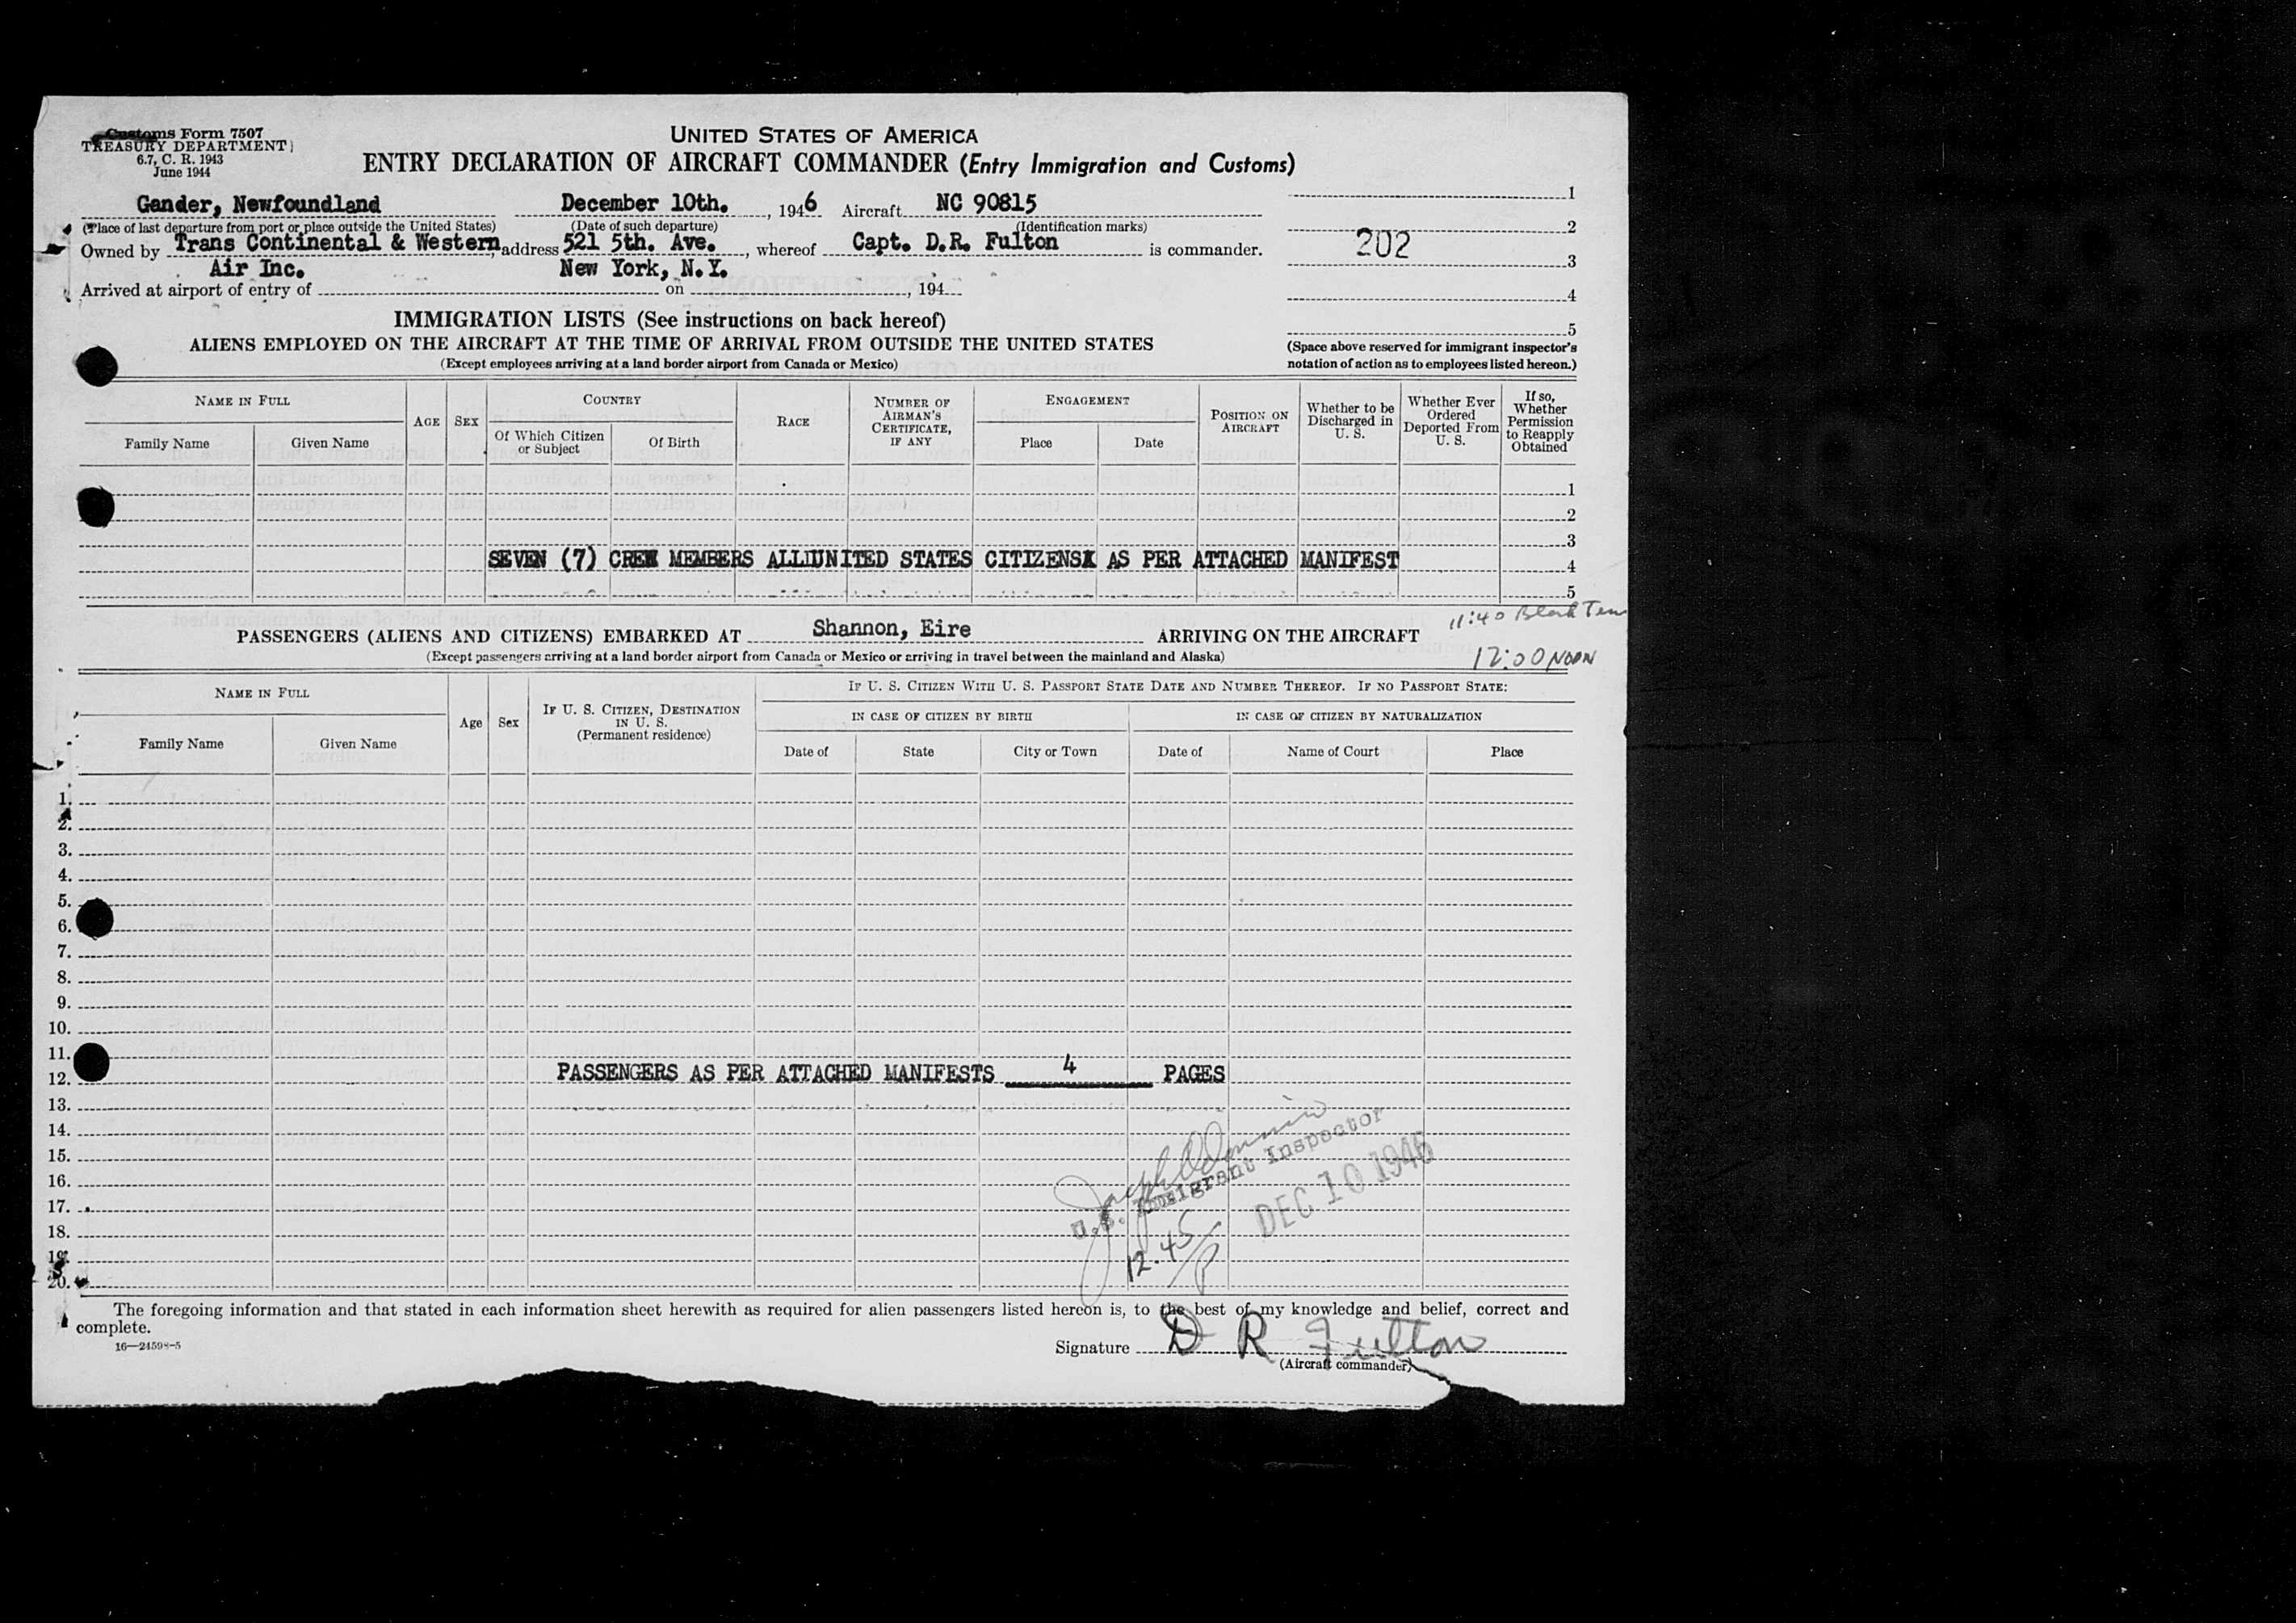 Customs Form 7507
TREASURY DEPARTMENT
6.7, C. R. 1943
June 1944
UNITED STATES OF AMERICA
ENTRY DECLARATION OF AIRCRAFT COMMANDER (Entry Immigration and Customs)
Gander, Newfoundland December 10th. , 1946 Aircraft NC 90815
(Place of last departure from port or place outside the United States) (Date of such departure) (Identification marks)
Owned by Trans Continental & Western, address 521 5th. Ave. , whereof Capt. D.R. Fulton is commander.
Air Inc. New York, N.Y.
Arrived at airport of entry of on , 194
1
2
202
3
4
5
(Space above reserved for immigrant inspector's
notation of action as to employees listed hereon.)
IMMIGRATION LISTS (See instructions on back hereof)
ALIENS EMPLOYED ON THE AIRCRAFT AT THE TIME OF ARRIVAL FROM OUTSIDE THE UNITED STATES
(Except employees arriving at a land border airport from Canada or Mexico)
NAME IN FULL
Family Name Given Name
AGE SEX
COUNTRY
Of Which Citizen
or Subject
Of Birth
RACE
NUMBER OF
AIRMAN'S
CERTIFICATE,
IF ANY
ENGAGEMENT
Place Date
POSITION ON
AIRCRAFT
Whether to be
Discharged in
U. S.
Whether Ever
Ordered
Deported From
U. S.
If so,
Whether
Permission
to Reapply
Obtained
1
2
3
SEVEN (7) CREW MEMBERS ALL UNITED STATES CITIZENS AS PER ATTACHED MANIFEST
4
5
11:40
PASSENGERS (ALIENS AND CITIZENS) EMBARKED AT Shannon, Eire ARRIVING ON THE AIRCRAFT
(Except passengers arriving at a land border airport from Canada or Mexico or arriving in travel between the mainland and Alaska)
12:00 NOON
NAME IN FULL
Family Name Given Name
Age Sex
IF U. S. CITIZEN, DESTINATION
IN U. S.
(Permanent residence)
IF U. S. CITIZEN WITH U. S. PASSPORT STATE DATE AND NUMBER THEREOF. IF NO PASSPORT STATE:
IN CASE OF CITIZEN BY BIRTH IN CASE OF CITIZEN BY NATURALIZATION
Date of State City or Town Date of Name of Court Place
1.
2.
3.
4.
5.
6.
7.
8.
9.
10.
11.
12. PASSENGERS AS PER ATTACHED MANIFESTS 4 PAGES
13.
14.
15.
16.
17.
18.
19.
20.
U.S. Immigrant Inspector
DEC 10 1946
12.45 P
The foregoing information and that stated in each information sheet herewith as required for alien passengers listed hereon is, to the best of my knowledge and belief, correct and
complete.
16—24598-5
Signature D R Fulton
(Aircraft commander)